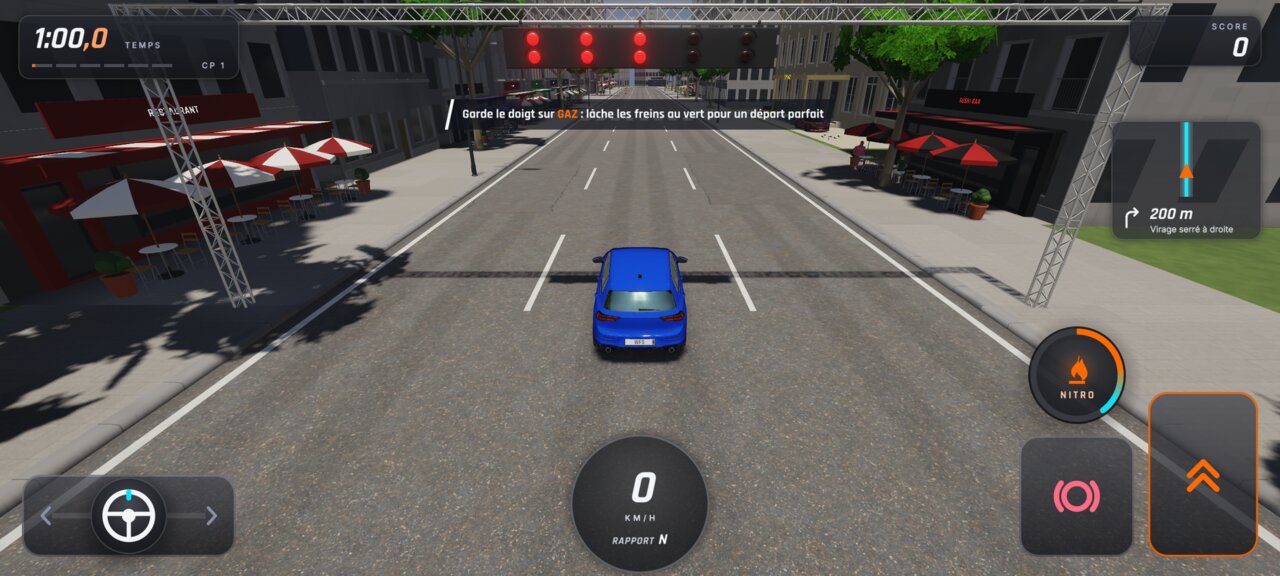 1:00,0 TEMPS
CP 1
SCORE
0
RESTAURANT
SUSHI BAR
Garde le doigt sur GAZ : lâche les freins au vert pour un départ parfait
200 m
Virage serré à droite
WFS
NITRO
0
KM/H
RAPPORT N